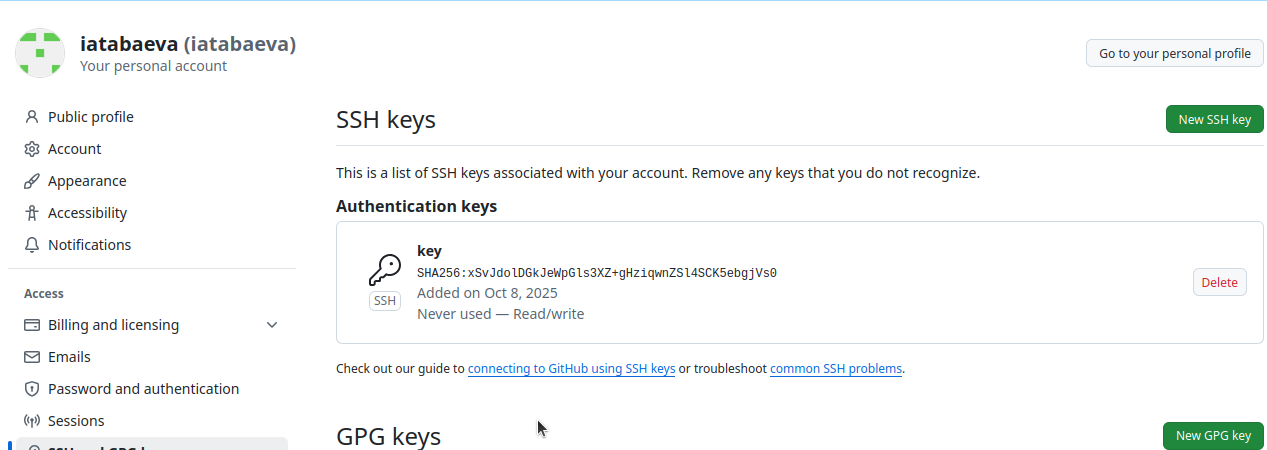 iatabaeva (iatabaeva)
Your personal account
Go to your personal profile
Public profile
Account
Appearance
Accessibility
Notifications
Access
Billing and licensing
Emails
Password and authentication
Sessions
SSH keys
New SSH key
This is a list of SSH keys associated with your account. Remove any keys that you do not recognize.
Authentication keys
key
SHA256:xSvJdolDGkJeWpGls3XZ+gHziqwnZSl4SCK5ebgjVs0
SSH
Added on Oct 8, 2025
Never used — Read/write
Delete
Check out our guide to connecting to GitHub using SSH keys or troubleshoot common SSH problems.
GPG keys
New GPG key